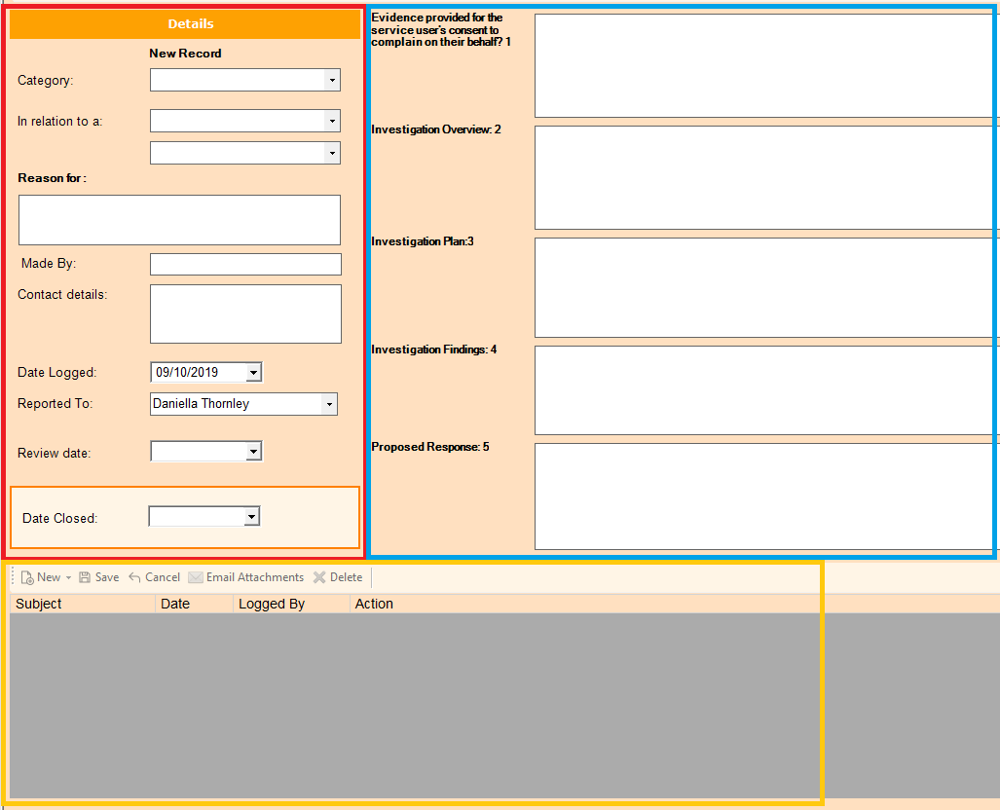 Details
New Record
Category:
In relation to a:
Reason for :
Made By:
Contact details:
Date Logged: 09/10/2019
Reported To: Daniella Thornley
Review date:
Date Closed:
Evidence provided for the
service user's consent to
complain on their behalf? 1
Investigation Overview: 2
Investigation Plan:3
Investigation Findings: 4
Proposed Response: 5
New Save Cancel Email Attachments Delete
Subject Date Logged By Action